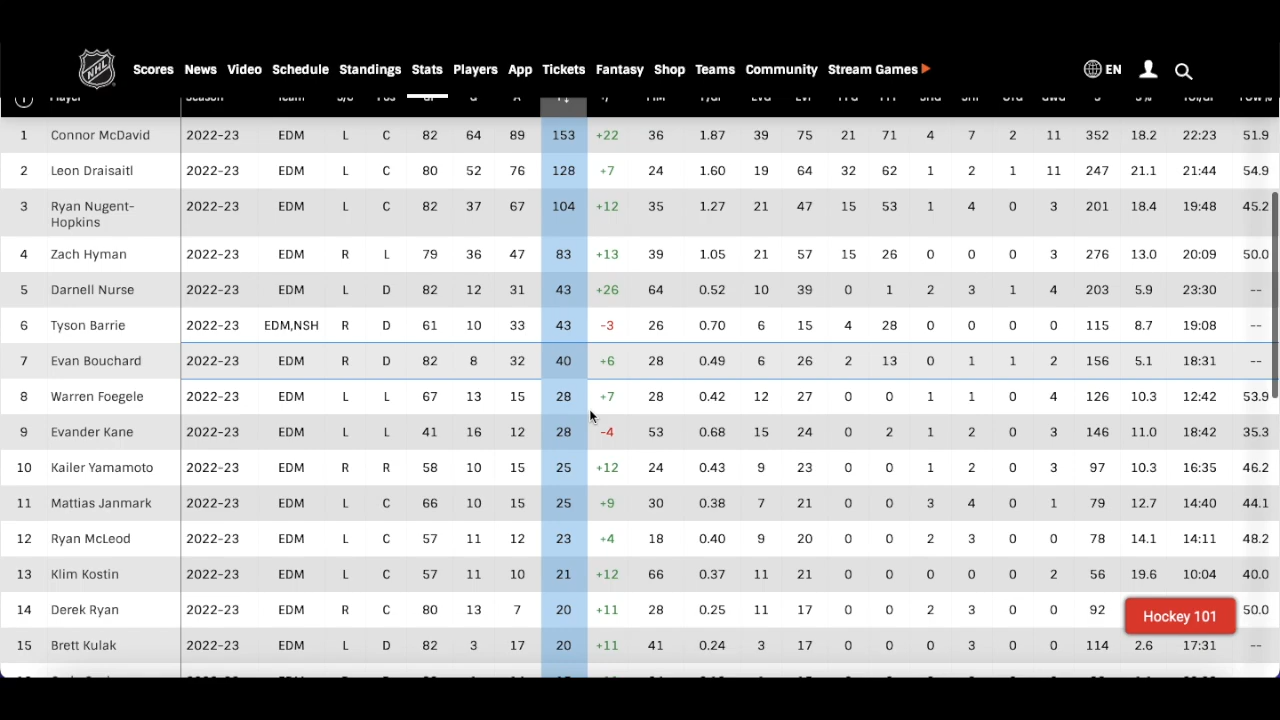 NHL
Scores News Video Schedule Standings Stats Players App Tickets Fantasy Shop Teams Community Stream Games EN
1 Connor McDavid 2022-23 EDM L C 82 64 89 153 +22 36 1.87 39 75 21 71 4 7 2 11 352 18.2 22:23 51.9
2 Leon Draisaitl 2022-23 EDM L C 80 52 76 128 +7 24 1.60 19 64 32 62 1 2 1 11 247 21.1 21:44 54.9
3 Ryan Nugent-
Hopkins 2022-23 EDM L C 82 37 67 104 +12 35 1.27 21 47 15 53 1 4 0 3 201 18.4 19:48 45.2
4 Zach Hyman 2022-23 EDM R L 79 36 47 83 +13 39 1.05 21 57 15 26 0 0 0 3 276 13.0 20:09 50.0
5 Darnell Nurse 2022-23 EDM L D 82 12 31 43 +26 64 0.52 10 39 0 1 2 3 1 4 203 5.9 23:30 --
6 Tyson Barrie 2022-23 EDM,NSH R D 61 10 33 43 -3 26 0.70 6 15 4 28 0 0 0 0 115 8.7 19:08 --
7 Evan Bouchard 2022-23 EDM R D 82 8 32 40 +6 28 0.49 6 26 2 13 0 1 1 2 156 5.1 18:31 --
8 Warren Foegele 2022-23 EDM L L 67 13 15 28 +7 28 0.42 12 27 0 0 1 1 0 4 126 10.3 12:42 53.9
9 Evander Kane 2022-23 EDM L L 41 16 12 28 -4 53 0.68 15 24 0 2 1 2 0 3 146 11.0 18:42 35.3
10 Kailer Yamamoto 2022-23 EDM R R 58 10 15 25 +12 24 0.43 9 23 0 0 1 2 0 3 97 10.3 16:35 46.2
11 Mattias Janmark 2022-23 EDM L C 66 10 15 25 +9 30 0.38 7 21 0 0 3 4 0 1 79 12.7 14:40 44.1
12 Ryan McLeod 2022-23 EDM L C 57 11 12 23 +4 18 0.40 9 20 0 0 2 3 0 0 78 14.1 14:11 48.2
13 Klim Kostin 2022-23 EDM L C 57 11 10 21 +12 66 0.37 11 21 0 0 0 0 0 2 56 19.6 10:04 40.0
14 Derek Ryan 2022-23 EDM R C 80 13 7 20 +11 28 0.25 11 17 0 0 2 3 0 0 92 50.0
Hockey 101
15 Brett Kulak 2022-23 EDM L D 82 3 17 20 +11 41 0.24 3 17 0 0 0 3 0 0 114 2.6 17:31 --